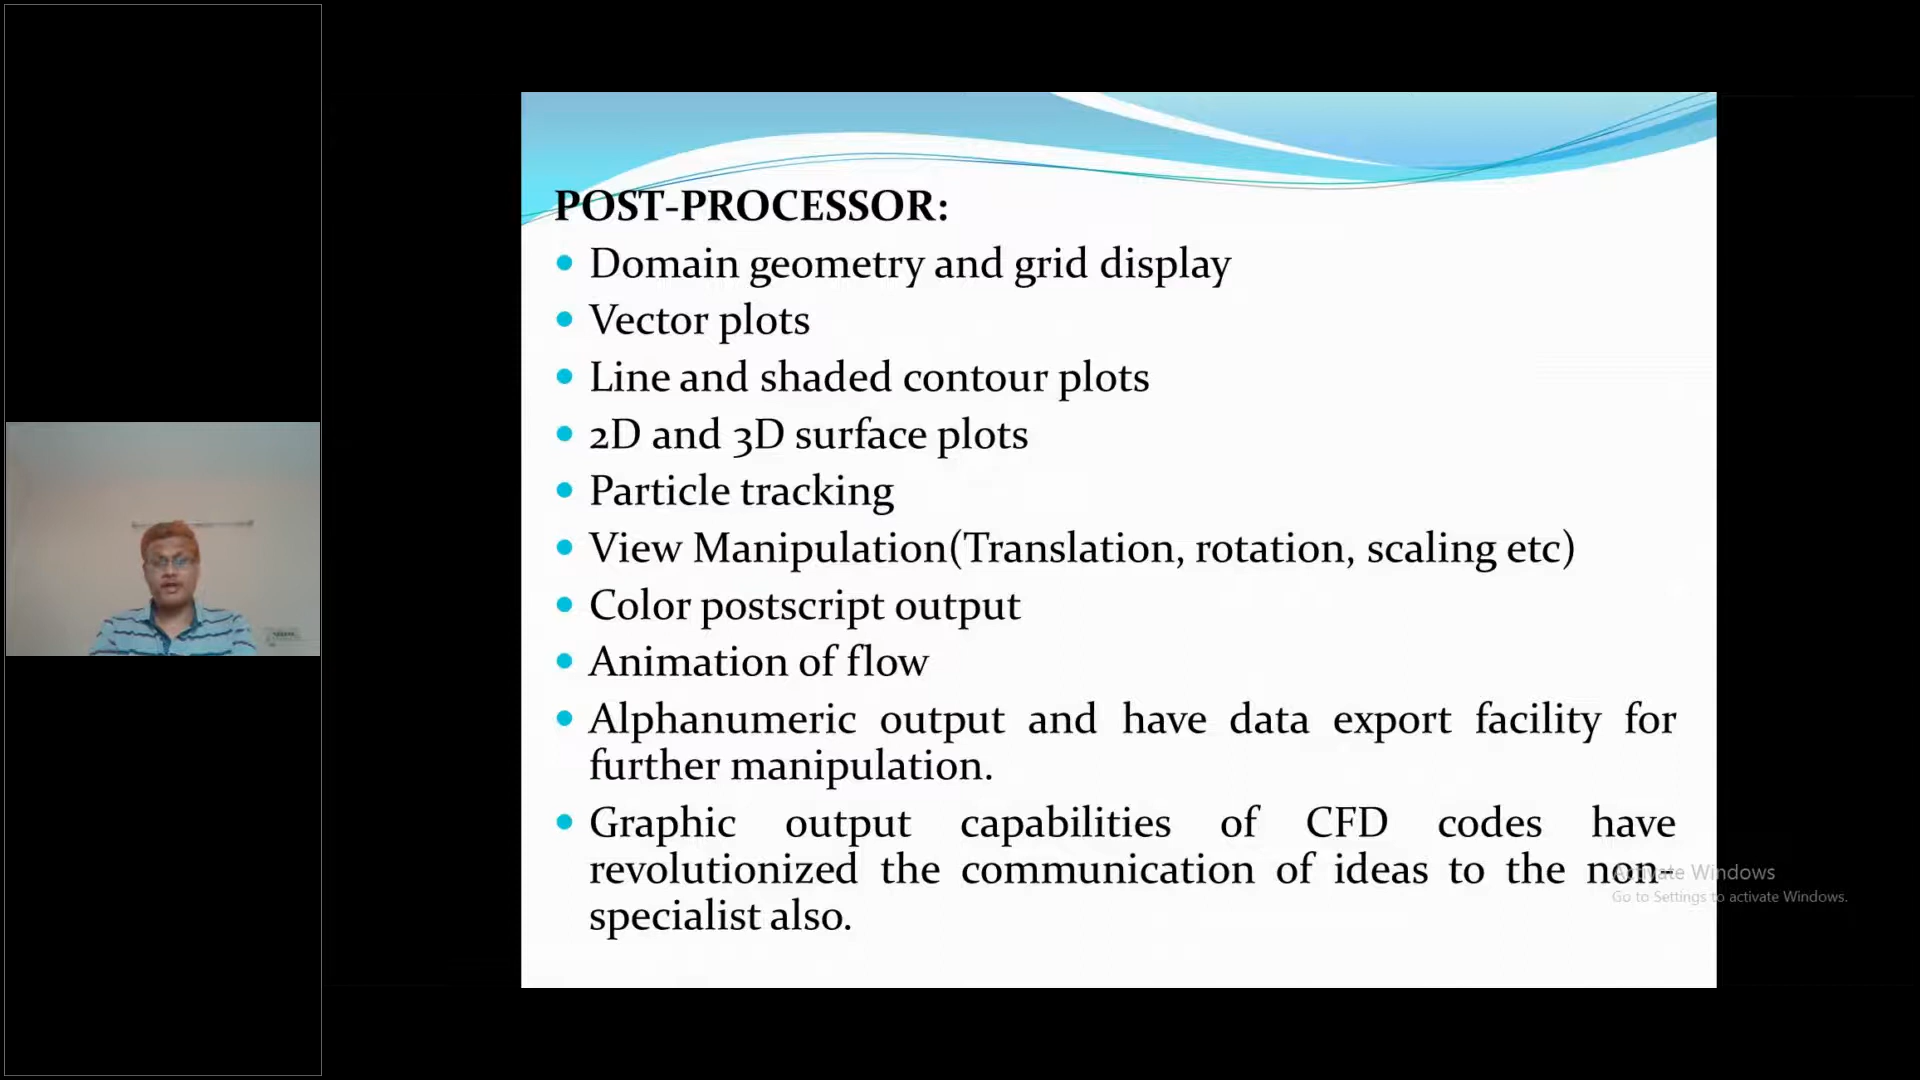 POST-PROCESSOR:
Domain geometry and grid display
Vector plots
Line and shaded contour plots
2D and 3D surface plots
Particle tracking
View Manipulation(Translation, rotation, scaling etc)
Color postscript output
Animation of flow
Alphanumeric output and have data export facility for
further manipulation.
Graphic output capabilities of CFD codes have
revolutionized the communication of ideas to the non-
specialist also.
Activate Windows
Go to Settings to activate Windows.